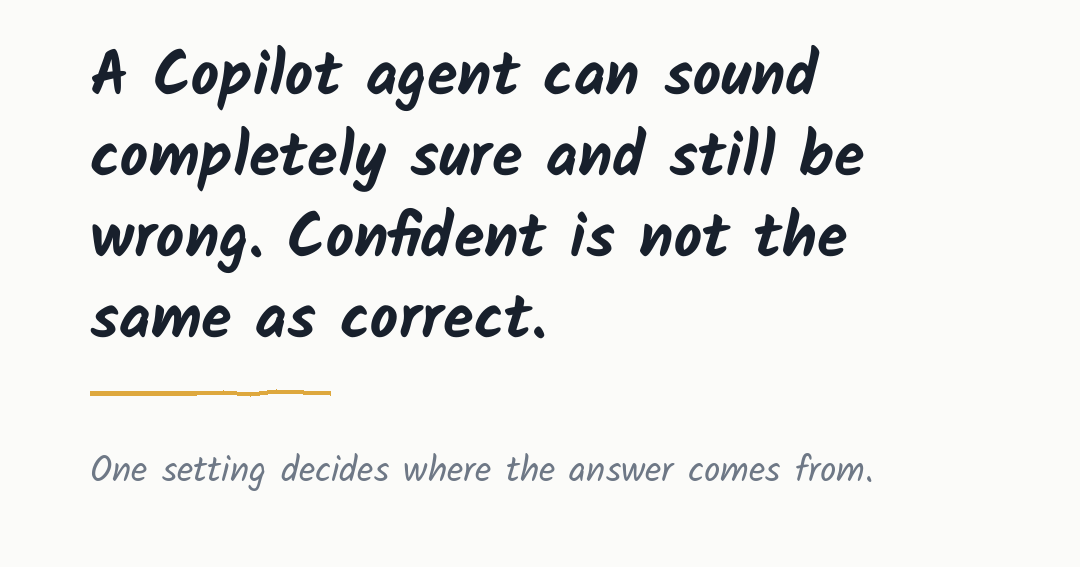 A Copilot agent can sound
completely sure and still be
wrong. Confident is not the
same as correct.
One setting decides where the answer comes from.